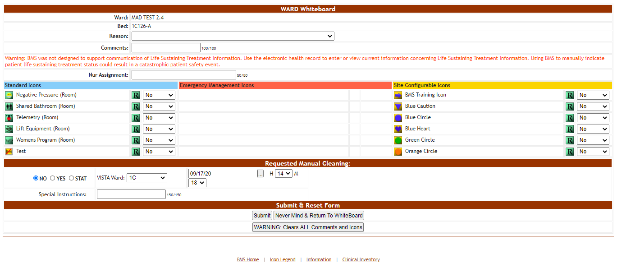 WARD Whiteboard
Ward: MAD TEST 2.4
Bed: 1C126-A
Reason:
Comments:
Warning: BMS was not designed to support communication of Life Sustaining Treatment information. Use the electronic health record to enter or view current information concerning Life Sustaining Treatment information. Using BMS to manually indicate
patient life sustaining treatment status could result in a catastrophic patient safety event.
Nur Assignment:
Standard Icons Emergency Management Icons Site Configurable Icons
Negative Pressure (Room) No BMS Training Icon No
Shared Bathroom (Room) No Blue Caution No
Telemetry (Room) No Blue Circle No
Lift Equipment (Room) No Blue Heart No
Womens Program (Room) No Green Circle No
Test No Orange Circle No
Requested Manual Cleaning:
NO YES STAT VISTA Ward: 1C 09/17/20 H 14
18
Special Instructions:
Submit & Reset Form
Submit Never Mind & Return To WhiteBoard
WARNING: Clears ALL Comments and Icons
BMS Home | Icon Legend | Information | Clinical Inventory